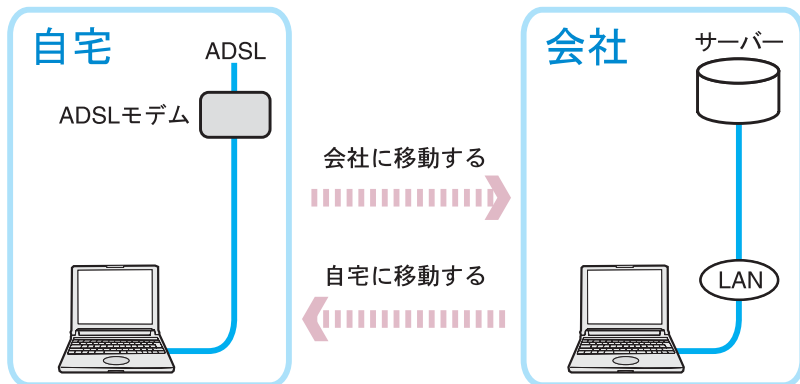 自宅
ADSL
ADSLモデム
会社に移動する
自宅に移動する
会社
サーバー
LAN